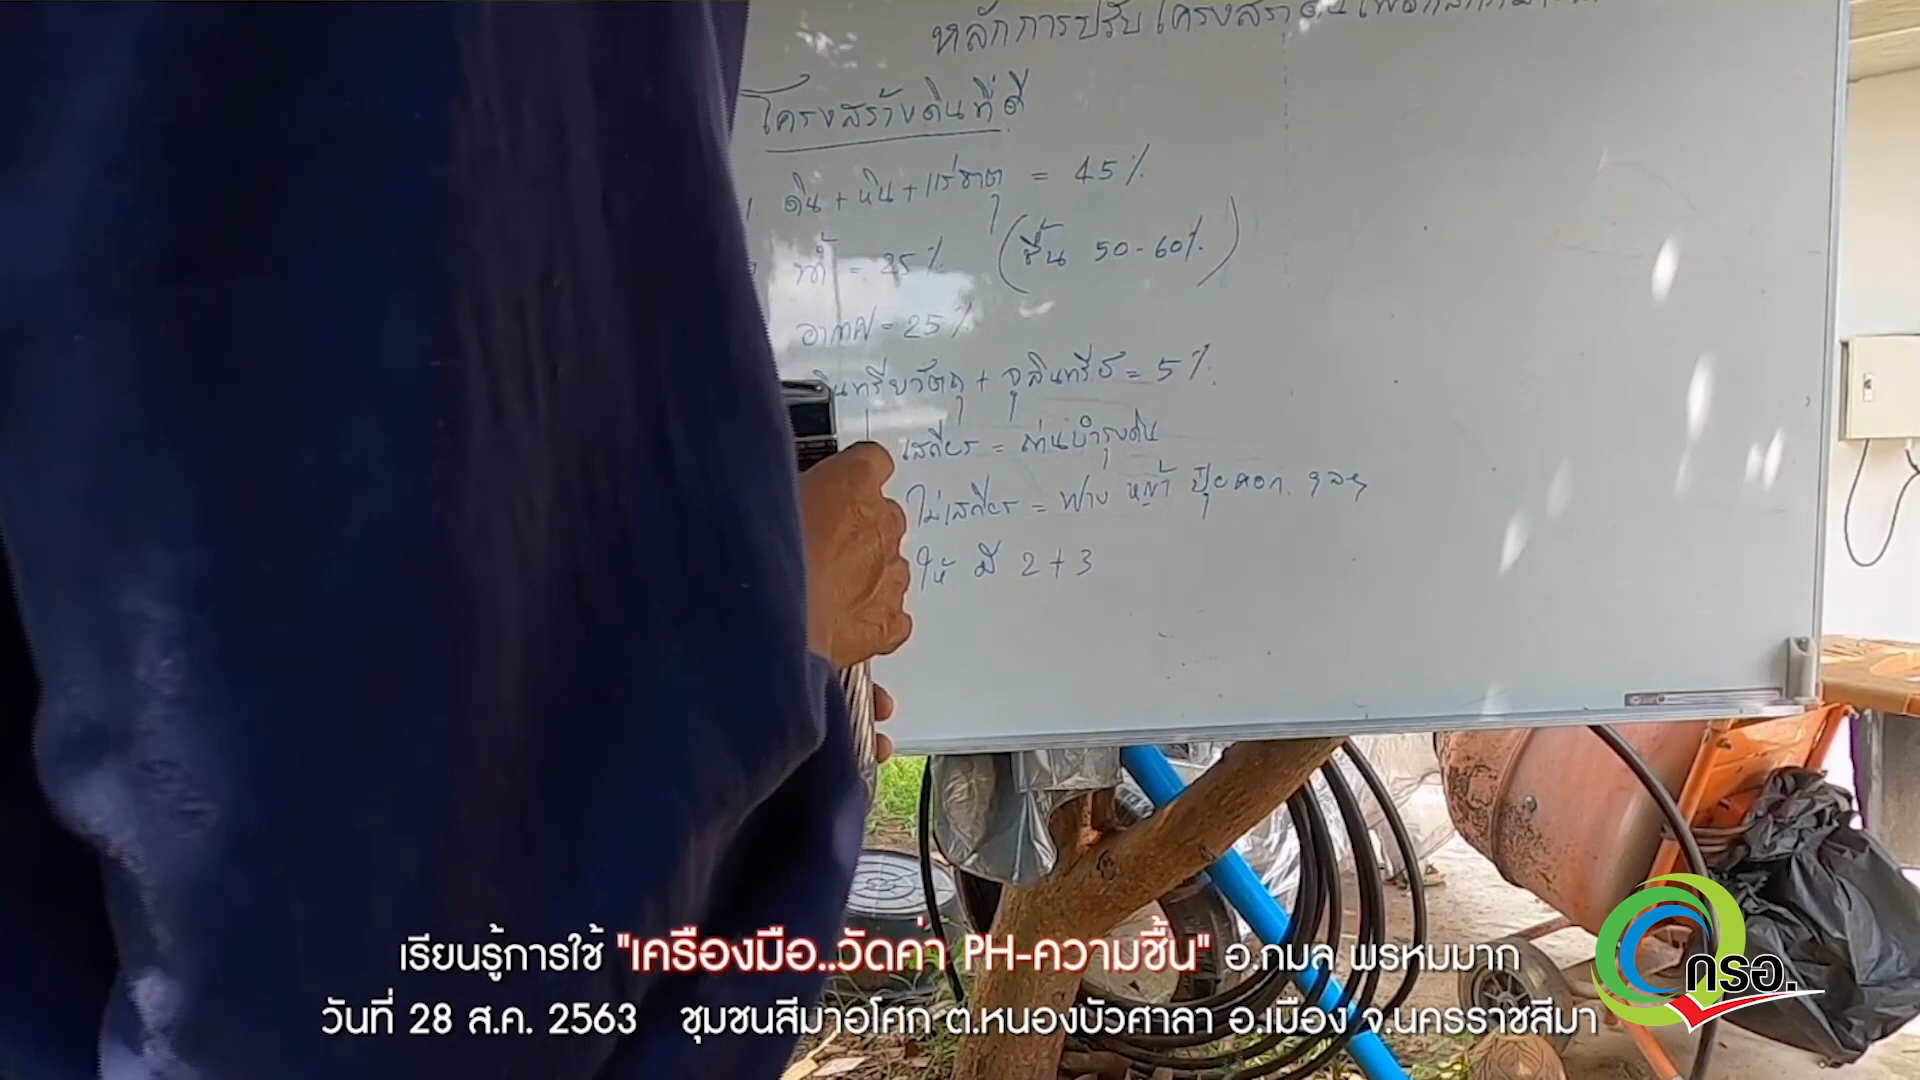 หลักการปรับโครงสร้าง
โครงสร้างดินที่ดี
ดิน + หิน + แร่ธาตุ = 45%
น้ำ = 25% (ชื้น 50-60%)
อากาศ = 25%
อินทรียวัตถุ + จุลินทรีย์ = 5%
เสถียร = ถ่านบำรุงดิน
ไม่เสถียร = ฟาง หญ้า ปุ๋ยคอก ฯลฯ
ให้ มี 2+3
เรียนรู้การใช้ "เครื่องมือ..วัดค่า PH-ความชื้น" อ.กมล พรหมมาก
วันที่ 28 ส.ค. 2563 ชุมชนสีมาอโศก ต.หนองบัวศาลา อ.เมือง จ.นครราชสีมา
กรอ.